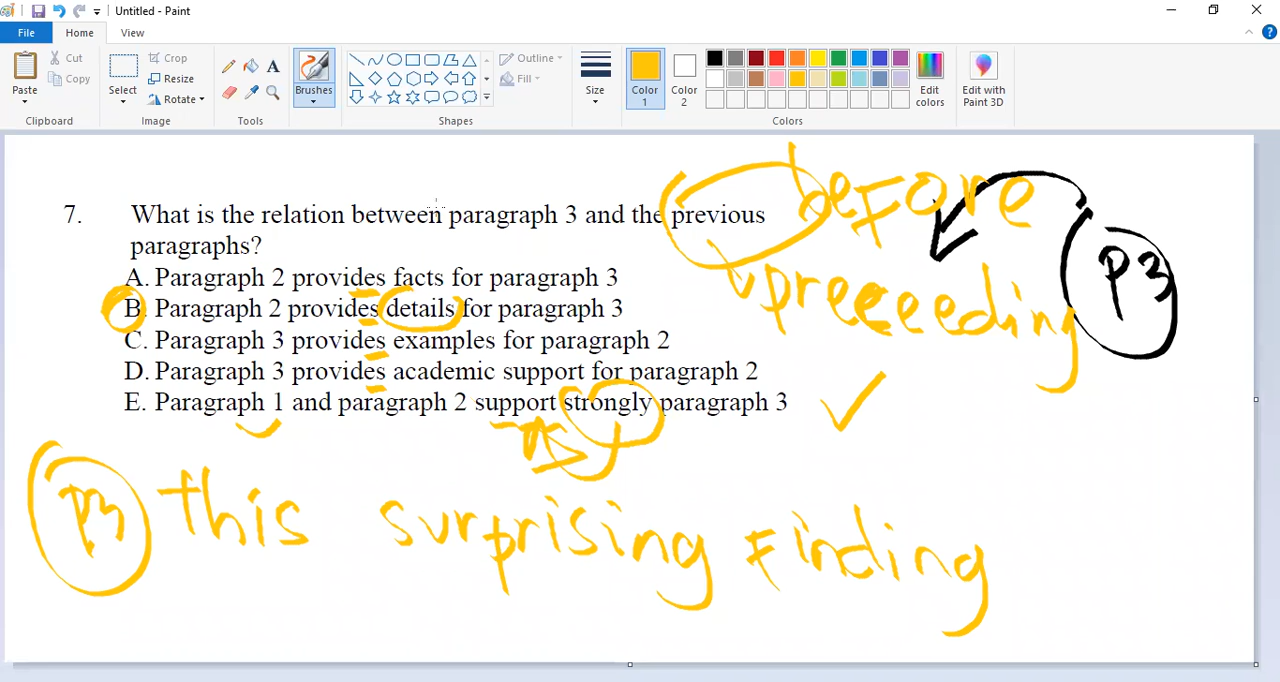 Untitled - Paint
File Home View
Cut
Copy
Paste
Clipboard
Crop
Resize
Rotate
Select
Image
A
Tools
Brushes
Outline
Fill
Shapes
Size
Color 1
Color 2
Colors
Edit colors
Edit with Paint 3D
before
preeeeding
P3
7. What is the relation between paragraph 3 and the previous
paragraphs?
A. Paragraph 2 provides facts for paragraph 3
B. Paragraph 2 provides details for paragraph 3
C. Paragraph 3 provides examples for paragraph 2
D. Paragraph 3 provides academic support for paragraph 2
E. Paragraph 1 and paragraph 2 support strongly paragraph 3
P3 this surprising Finding